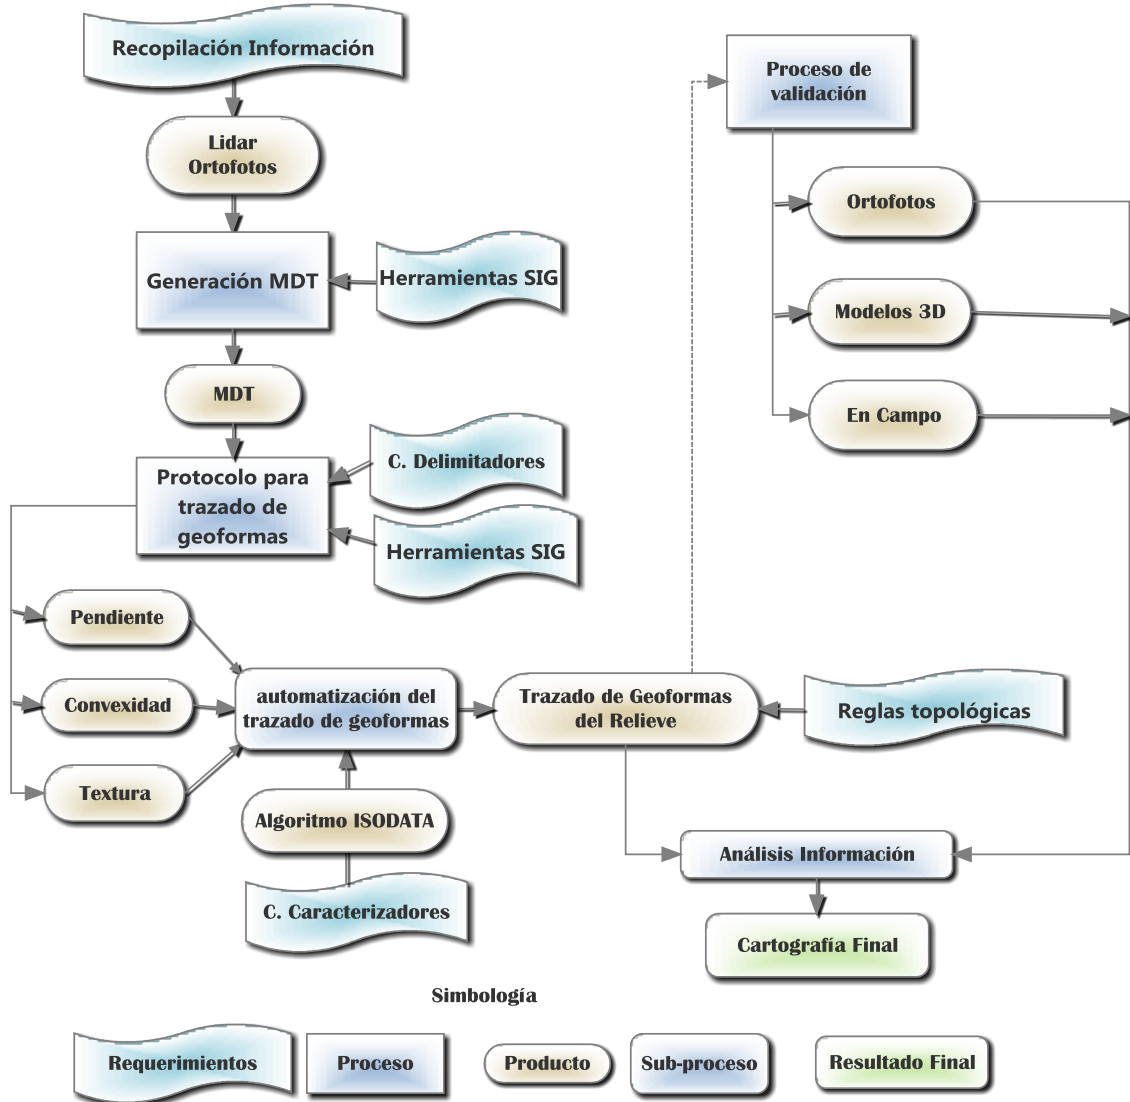 Recopilación Información
Lidar
Ortofotos
Generación MDT
Herramientas SIG
MDT
C. Delimitadores
Protocolo para
trazado de
geoformas
Herramientas SIG
Pendiente
Convexidad
Textura
automatización del
trazado de geoformas
Algoritmo ISODATA
C. Caracterizadores
Trazado de Geoformas
del Relieve
Reglas topológicas
Proceso de
validación
Ortofotos
Modelos 3D
En Campo
Análisis Información
Cartografía Final
Simbología
Requerimientos
Proceso
Producto
Sub-proceso
Resultado Final